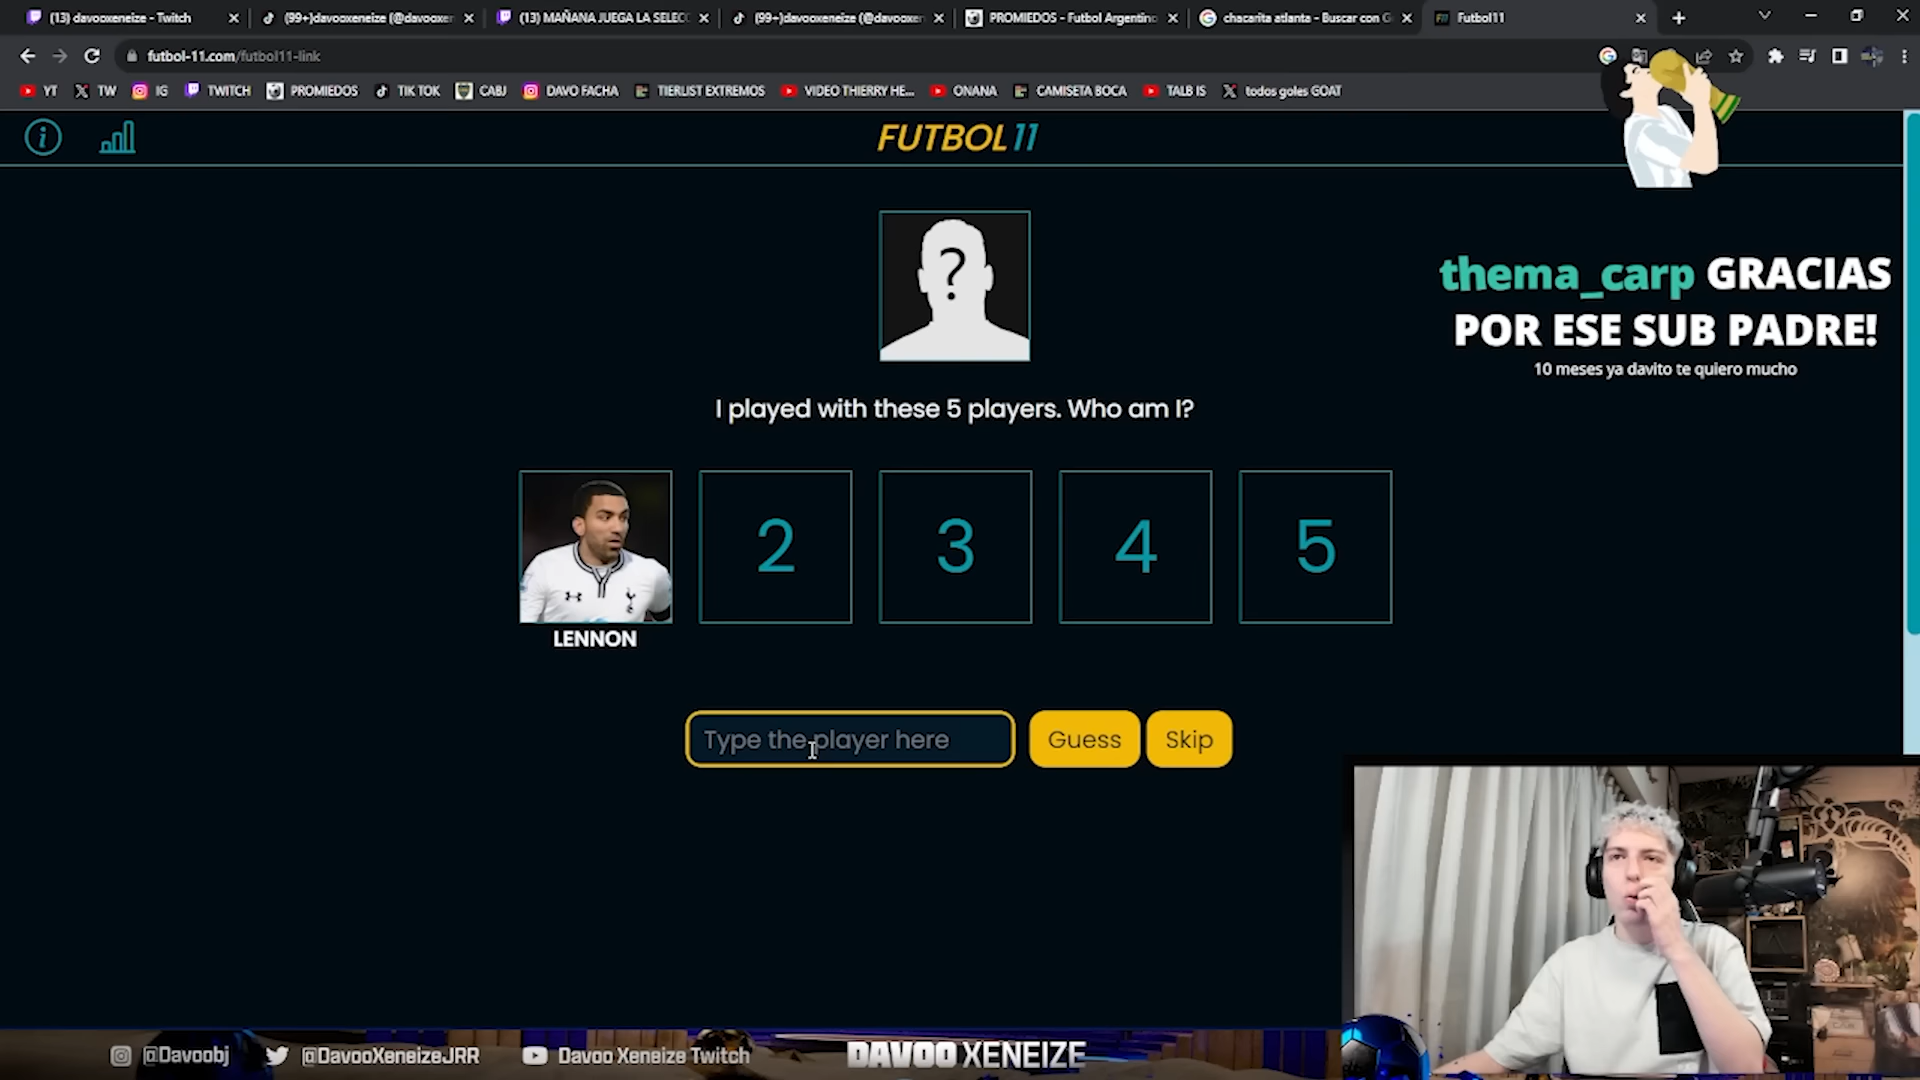 (13) davooxeneize - Twitch
(99+)davooxeneize (@davooxer
(13) MAÑANA JUEGA LA SELECC
(99+)davooxeneize (@davooxen
PROMIEDOS - Futbol Argentino
chacarita atlanta - Buscar con G
Futbol11
futbol-11.com/futbol11-link
YT TW IG TWITCH PROMIEDOS TIK TOK CABJ DAVO FACHA TIERLIST EXTREMOS VIDEO THIERRY HE... ONANA CAMISETA BOCA TALB IS todos goles GOAT
FUTBOL 11
?
thema_carp GRACIAS
POR ESE SUB PADRE!
10 meses ya davito te quiero mucho
I played with these 5 players. Who am I?
2 3 4 5
LENNON
Type the player here
Guess
Skip
@Davoobj @DavooXeneizeJRR Davoo Xeneize Twitch DAVOO XENEIZE